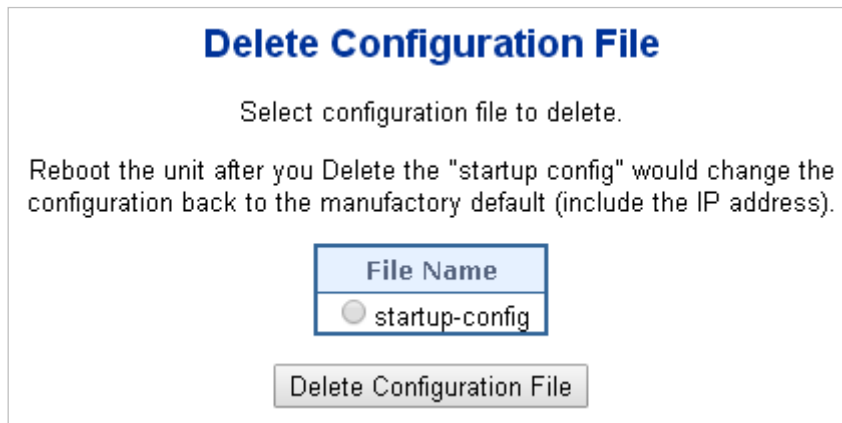 Delete Configuration File
Select configuration file to delete.
Reboot the unit after you Delete the "startup config" would change the
configuration back to the manufactory default (include the IP address).
File Name
startup-config
Delete Configuration File